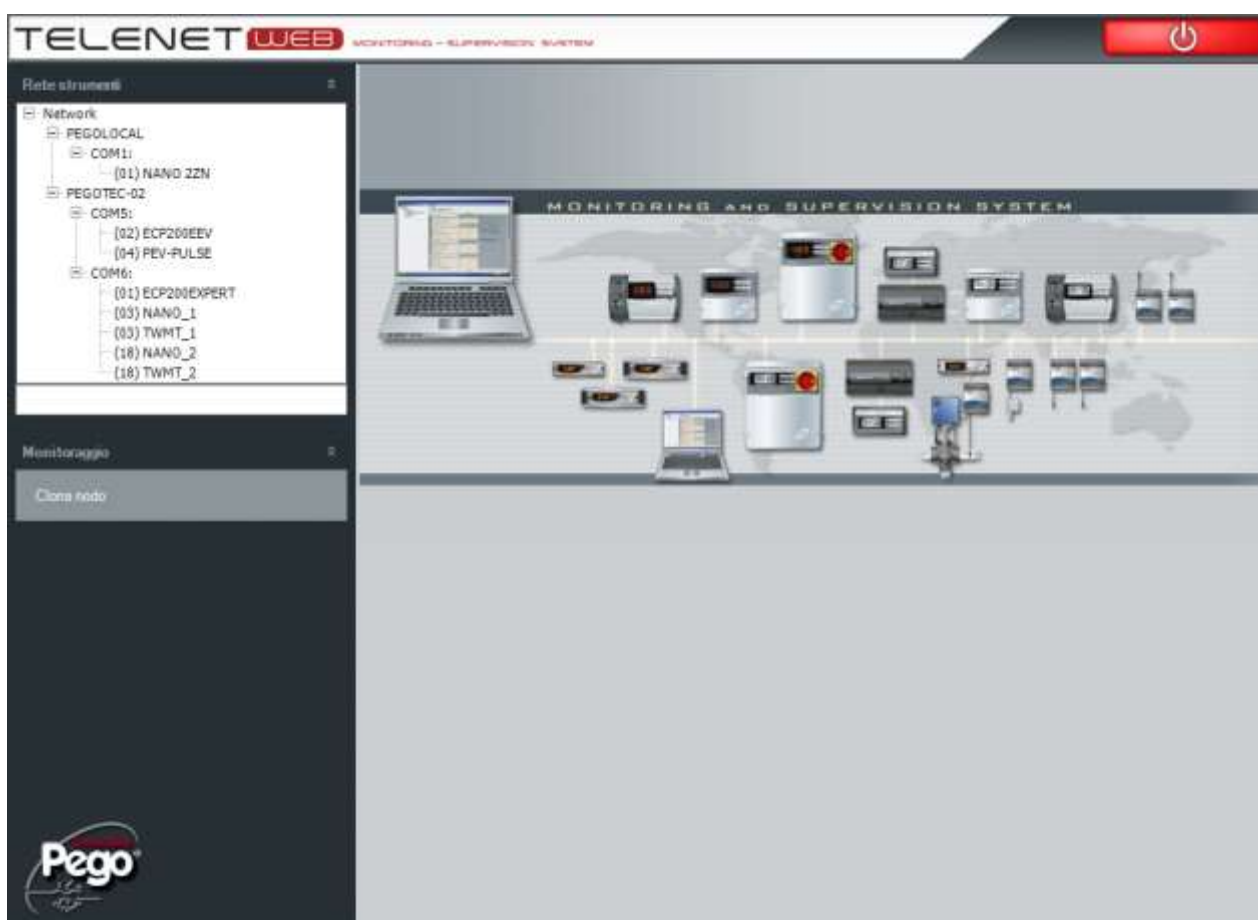 TELENET WEB MONITORING - SUPERVISION SYSTEM
Rete strumenti
Network
PEGOLOCAL
COM1:
(01) NANO 2ZN
PEGOTEC-02
COM5:
(02) ECP200EEV
(04) PEV-PULSE
COM6:
(01) ECP200EXPERT
(03) NANO_1
(03) TWMT_1
(18) NANO_2
(18) TWMT_2
MONITORING AND SUPERVISION SYSTEM
Monitoraggio
Clona nodo
Pego